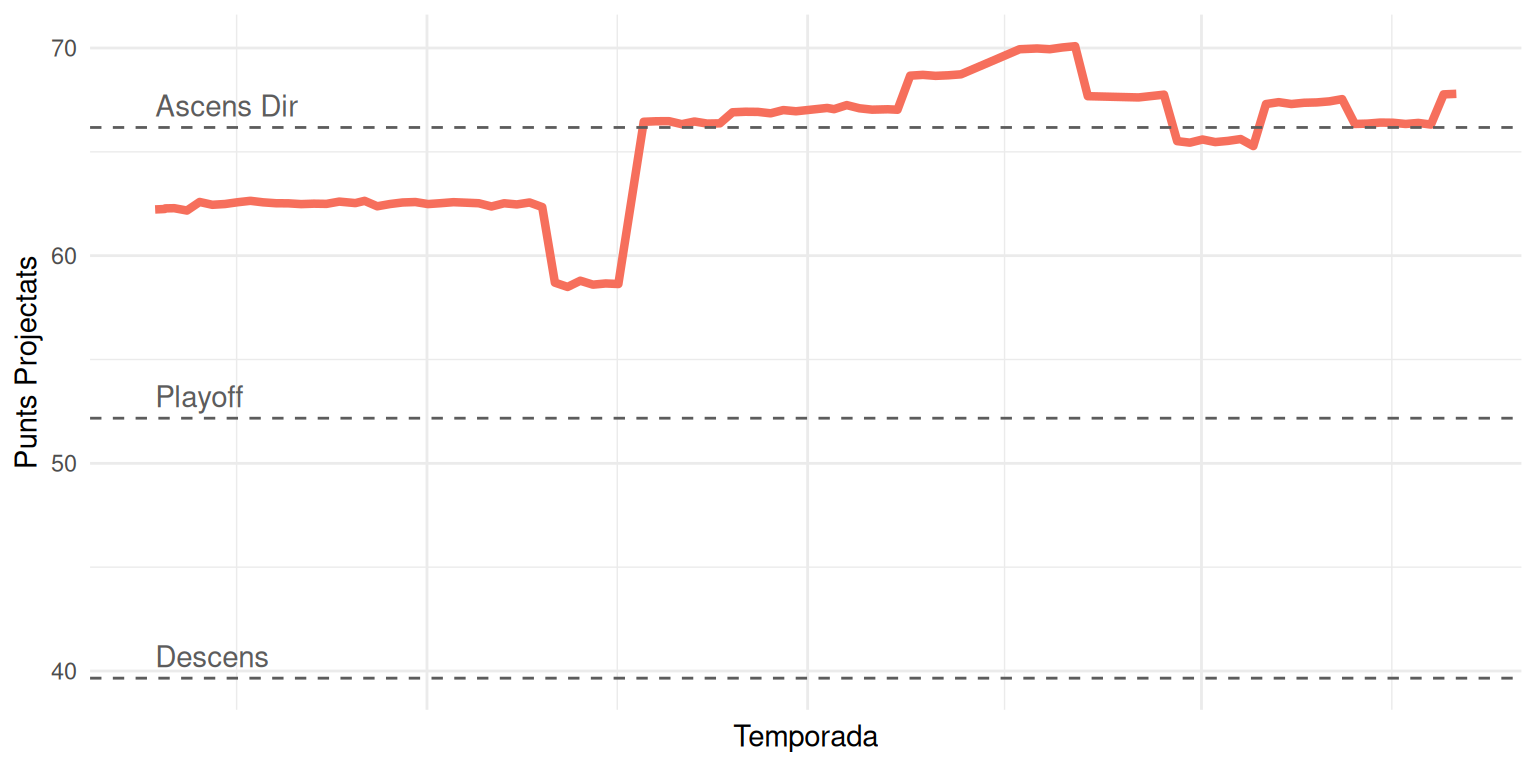 70
Ascens Dir
60
Playoff
50
Descens
40
Punts Projectats
Temporada